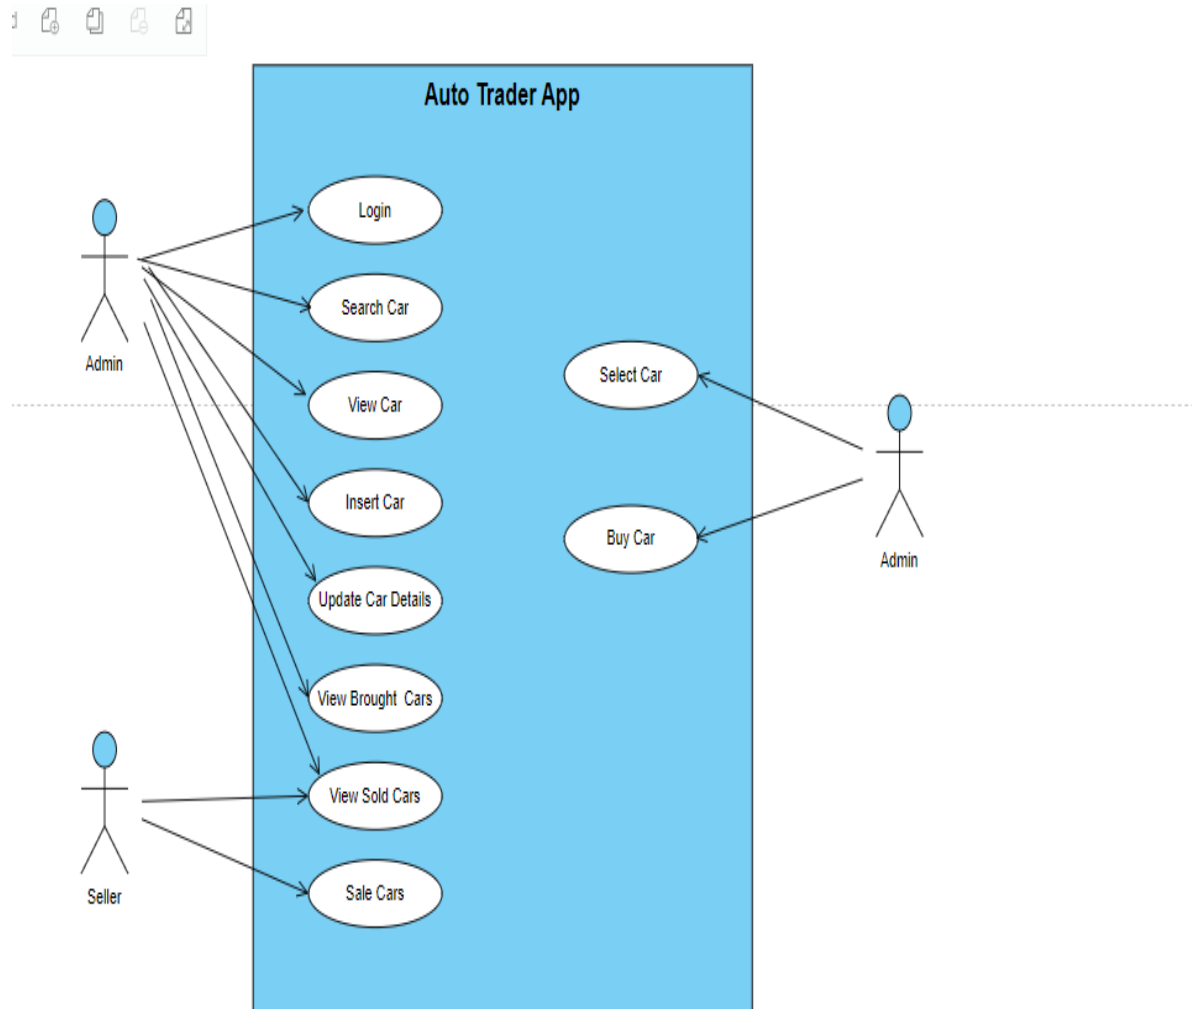 Auto Trader App
Login
Search Car
View Car
Insert Car
Update Car Details
View Brought Cars
View Sold Cars
Sale Cars
Select Car
Buy Car
Admin
Seller
Admin